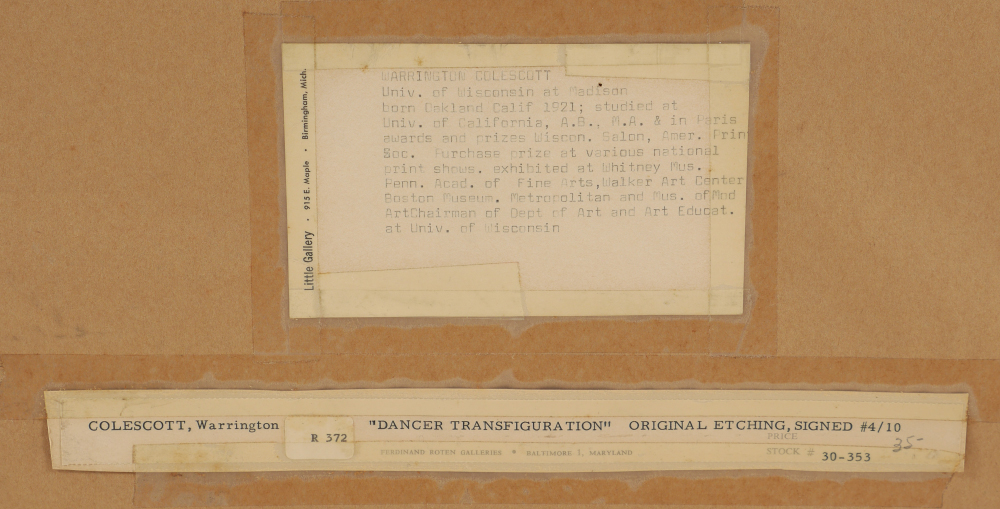 WARRINGTON COLESCOTT
Univ. of Wisconsin at Madison
born Oakland Calif 1921; studied at
Univ. of California, A.B., M.A. & in Paris
awards and prizes Wiscon. Salon, Amer. Prin
Soc. Purchase prize at various national
print shows. exhibited at Whitney Mus.
Penn. Acad. of Fine Arts,Walker Art Center
Boston Museum. Metropolitan and Mus. of Mod
ArtChairman of Dept of Art and Art Educat.
at Univ. of Wisconsin
Little Gallery · 915 E. Maple · Birmingham, Mich.
COLESCOTT, Warrington "DANCER TRANSFIGURATION" ORIGINAL ETCHING, SIGNED #4/10
R 372
PRICE 35-
FERDINAND ROTEN GALLERIES * BALTIMORE 1, MARYLAND
STOCK # 30-353